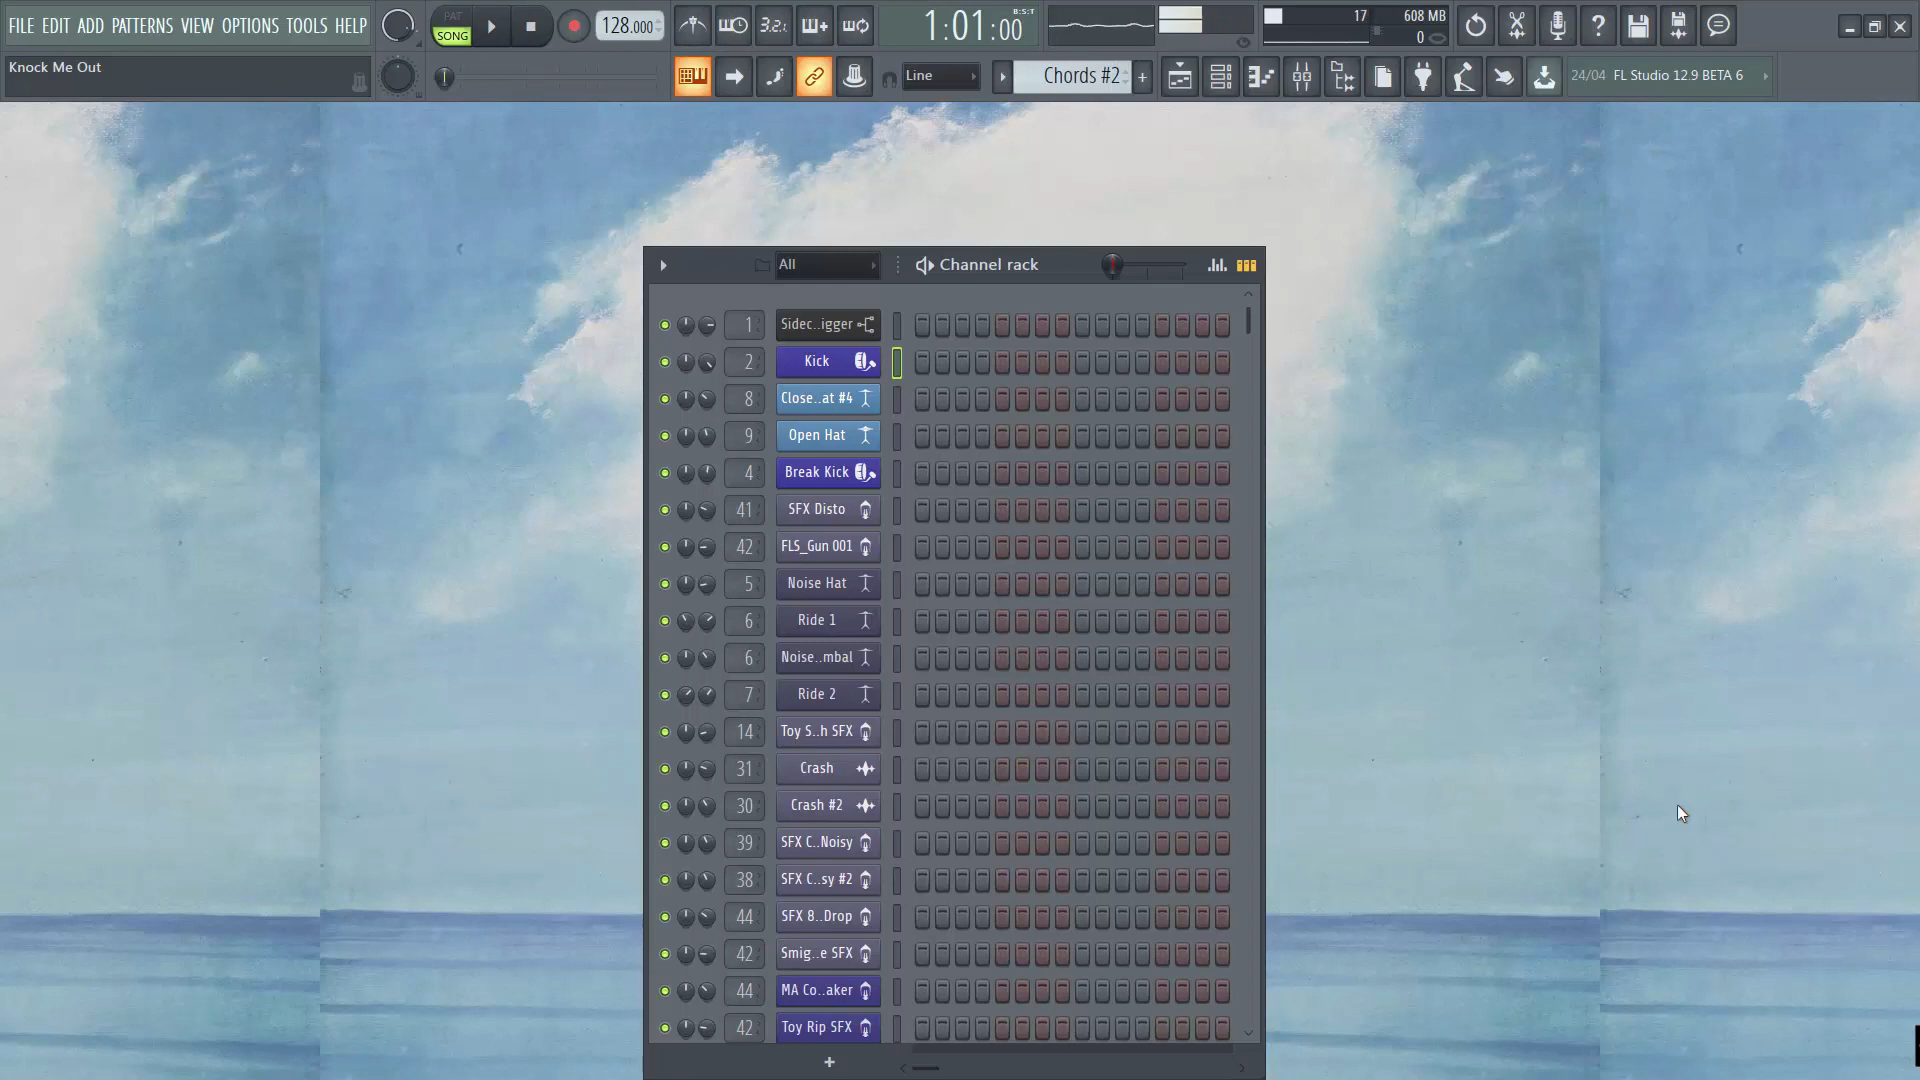 FILE EDIT ADD PATTERNS VIEW OPTIONS TOOLS HELP
PAT
SONG
128.000
3.2.1
1:01:00
B:S:T
17
608 MB
0
Knock Me Out
Line
Chords #2
+
24/04 FL Studio 12.9 BETA 6
All
Channel rack
1 Sidec..igger
2 Kick
8 Close..at #4
9 Open Hat
4 Break Kick
41 SFX Disto
42 FLS_Gun 001
5 Noise Hat
6 Ride 1
6 Noise..mbal
7 Ride 2
14 Toy S..h SFX
31 Crash
30 Crash #2
39 SFX C..Noisy
38 SFX C..sy #2
44 SFX 8..Drop
42 Smig..e SFX
44 MA Co..aker
42 Toy Rip SFX
+